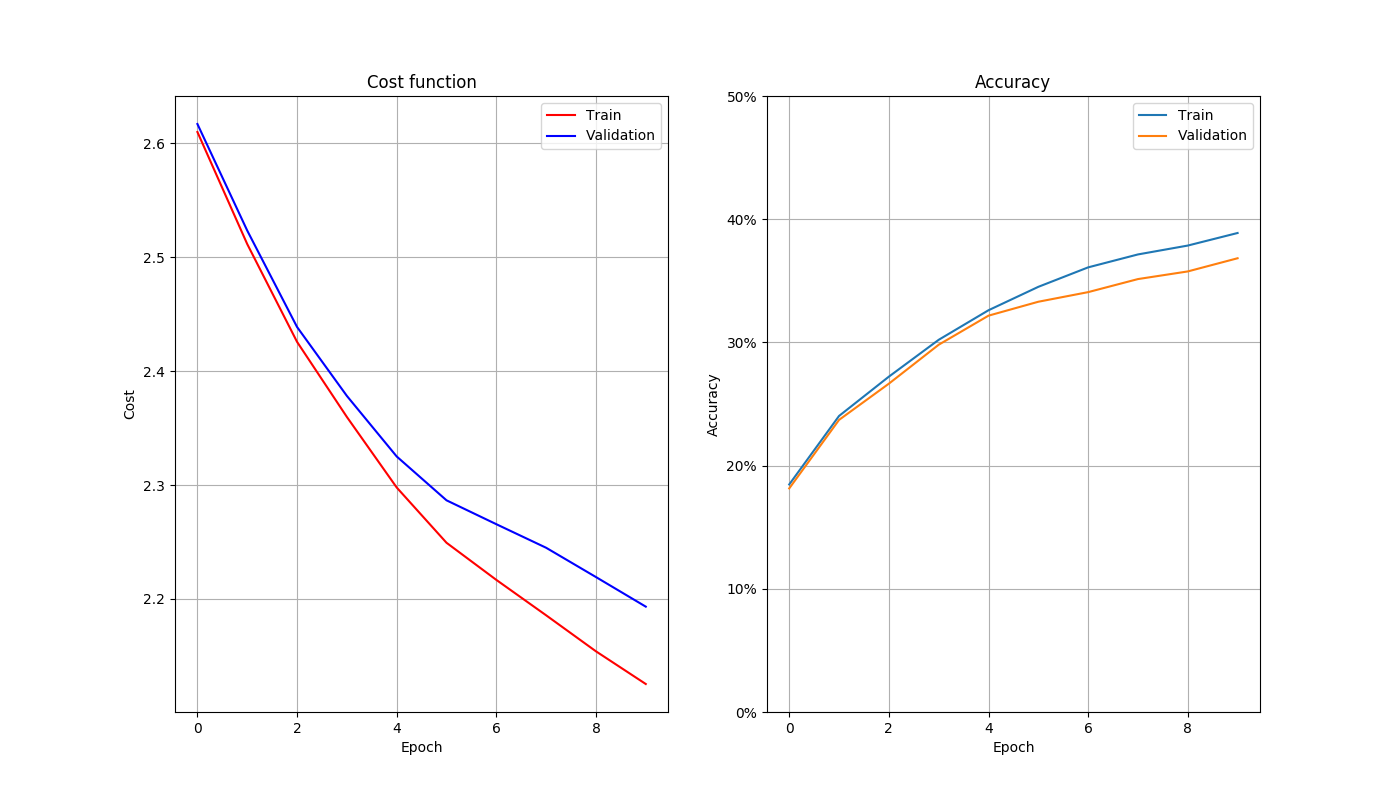 Cost function
Train
Validation
2.6
2.5
2.4
2.3
2.2
Cost
0 2 4 6 8
Epoch
Accuracy
Train
Validation
50%
40%
30%
20%
10%
0%
Accuracy
0 2 4 6 8
Epoch